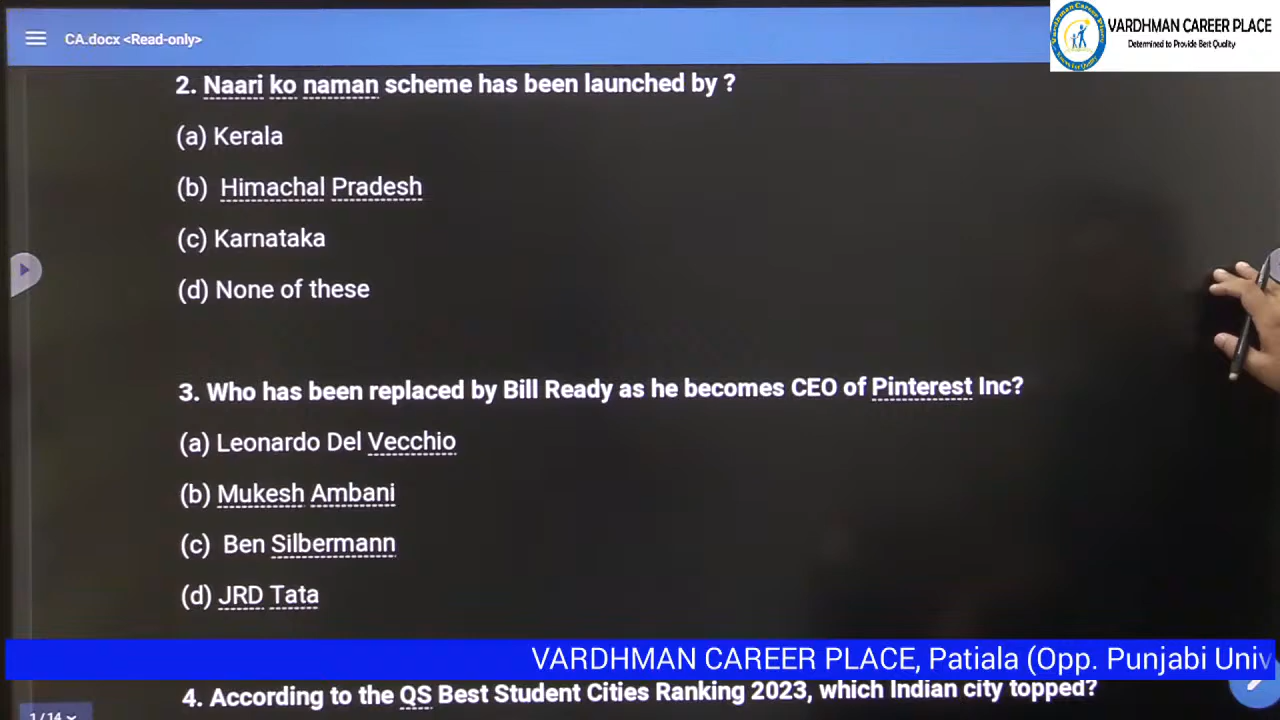 CA.docx <Read-only>
VARDHMAN CAREER PLACE
Determined to Provide Best Quality
2. Naari ko naman scheme has been launched by ?
(a) Kerala
(b) Himachal Pradesh
(c) Karnataka
(d) None of these
3. Who has been replaced by Bill Ready as he becomes CEO of Pinterest Inc?
(a) Leonardo Del Vecchio
(b) Mukesh Ambani
(c) Ben Silbermann
(d) JRD Tata
VARDHMAN CAREER PLACE, Patiala (Opp. Punjabi Univ
4. According to the QS Best Student Cities Ranking 2023, which Indian city topped?
1/14